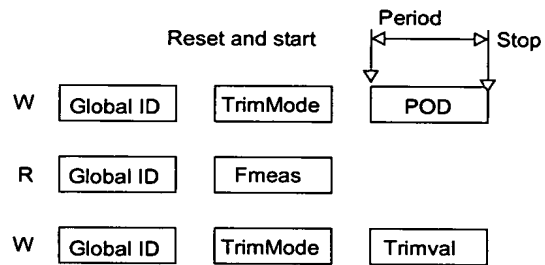 Period
Reset and start
Stop
W Global ID TrimMode POD
R Global ID Fmeas
W Global ID TrimMode Trimval